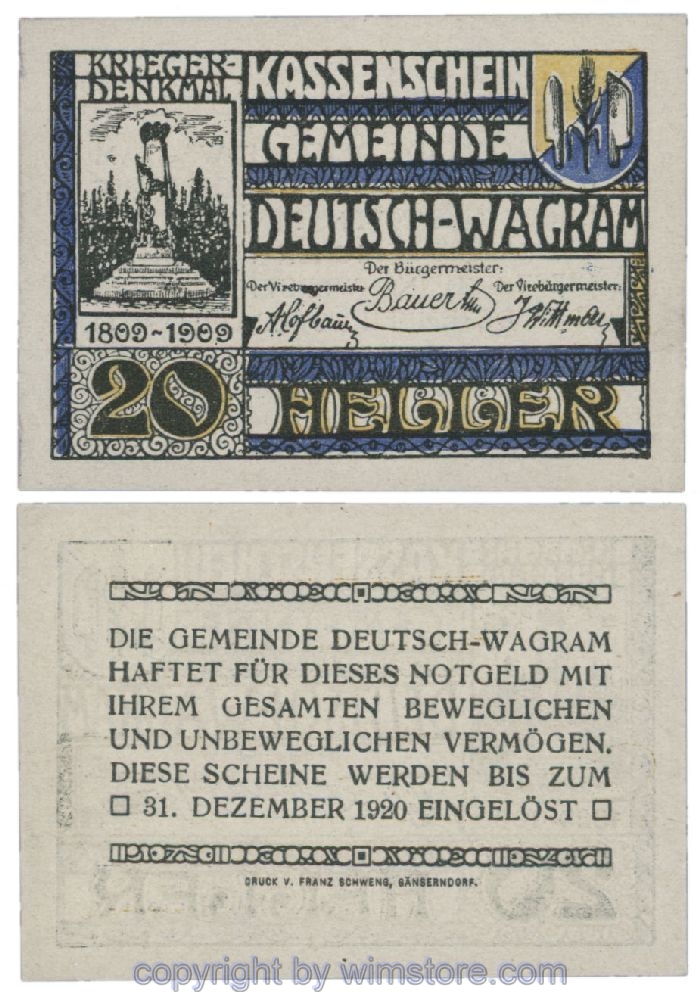 KRIEGER-
DENKMAL
KASSENSCHEIN
GEMEINDE
DEUTSCH-WAGRAM
Der Bürgermeister:
Der Vizebürgermeister
Der Vizebürgermeister:
Bauer
1809-1909
20 HELLER
DIE GEMEINDE DEUTSCH-WAGRAM
HAFTET FÜR DIESES NOTGELD MIT
IHREM GESAMTEN BEWEGLICHEN
UND UNBEWEGLICHEN VERMÖGEN.
DIESE SCHEINE WERDEN BIS ZUM
31. DEZEMBER 1920 EINGELÖST
DRUCK V. FRANZ SCHWENG, GÄNSERNDORF.
copyright by wimstore.com